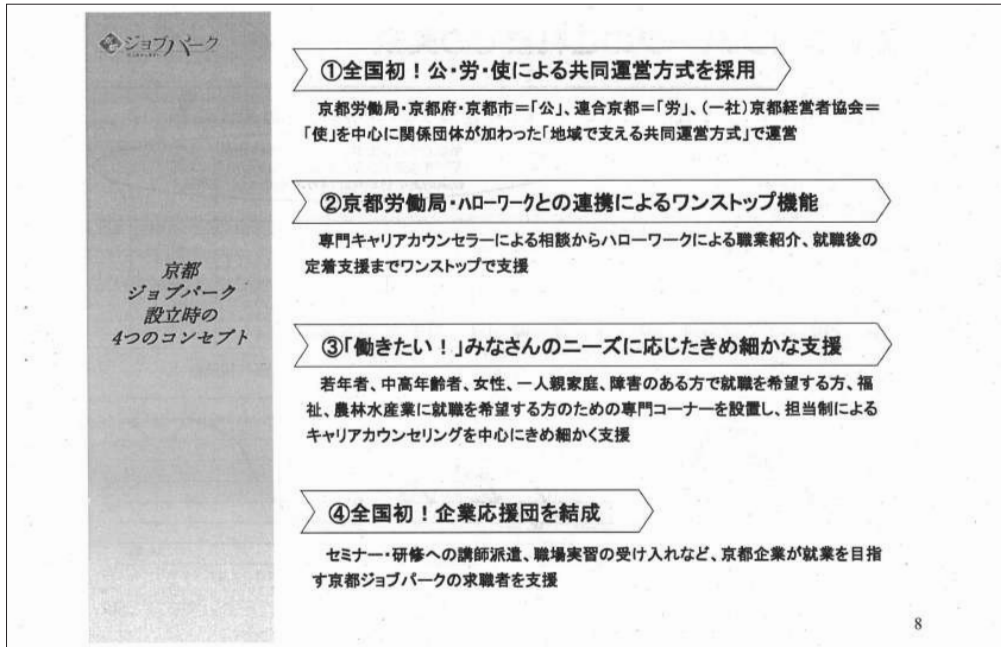 ジョブパーク
京都
ジョブパーク
設立時の
4つのコンセプト
①全国初！公・労・使による共同運営方式を採用
京都労働局・京都府・京都市＝「公」、連合京都＝「労」、（一社）京都経営者協会＝
「使」を中心に関係団体が加わった「地域で支える共同運営方式」で運営
②京都労働局・ハローワークとの連携によるワンストップ機能
専門キャリアカウンセラーによる相談からハローワークによる職業紹介、就職後の
定着支援までワンストップで支援
③「働きたい！」みなさんのニーズに応じたきめ細かな支援
若年者、中高年齢者、女性、一人親家庭、障害のある方で就職を希望する方、福
祉、農林水産業に就職を希望する方のための専門コーナーを設置し、担当制による
キャリアカウンセリングを中心にきめ細かく支援
④全国初！企業応援団を結成
セミナー・研修への講師派遣、職場実習の受け入れなど、京都企業が就業を目指
す京都ジョブパークの求職者を支援
8